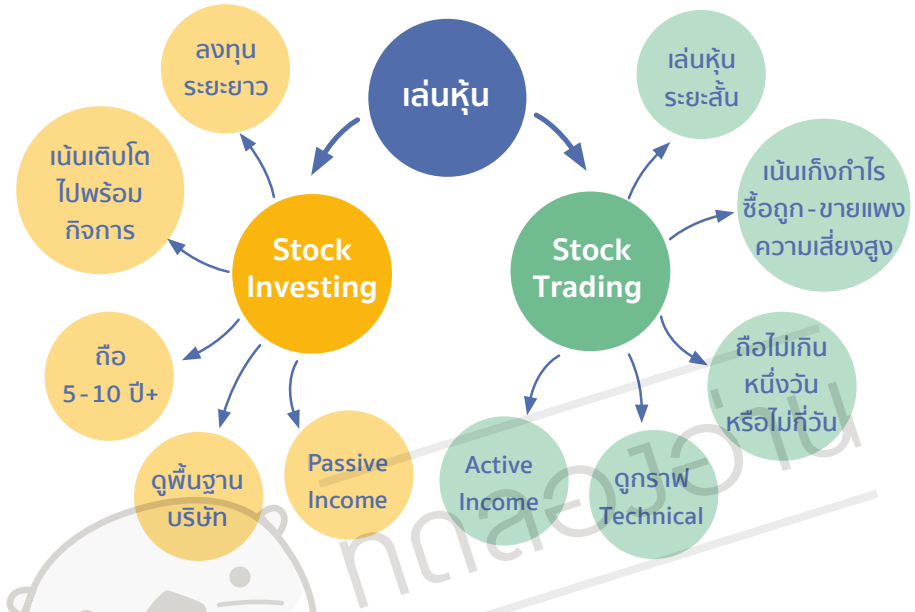 เล่นหุ้น
Stock
Investing
ลงทุน
ระยะยาว
เน้นเติบโต
ไปพร้อม
กิจการ
ถือ
5-10 ปี+
ดูพื้นฐาน
บริษัท
Passive
Income
Stock
Trading
เล่นหุ้น
ระยะสั้น
เน้นเก็งกำไร
ซื้อถูก-ขายแพง
ความเสี่ยงสูง
ถือไม่เกิน
หนึ่งวัน
หรือไม่กี่วัน
ดูกราฟ
Technical
Active
Income
ทดลองอ่าน